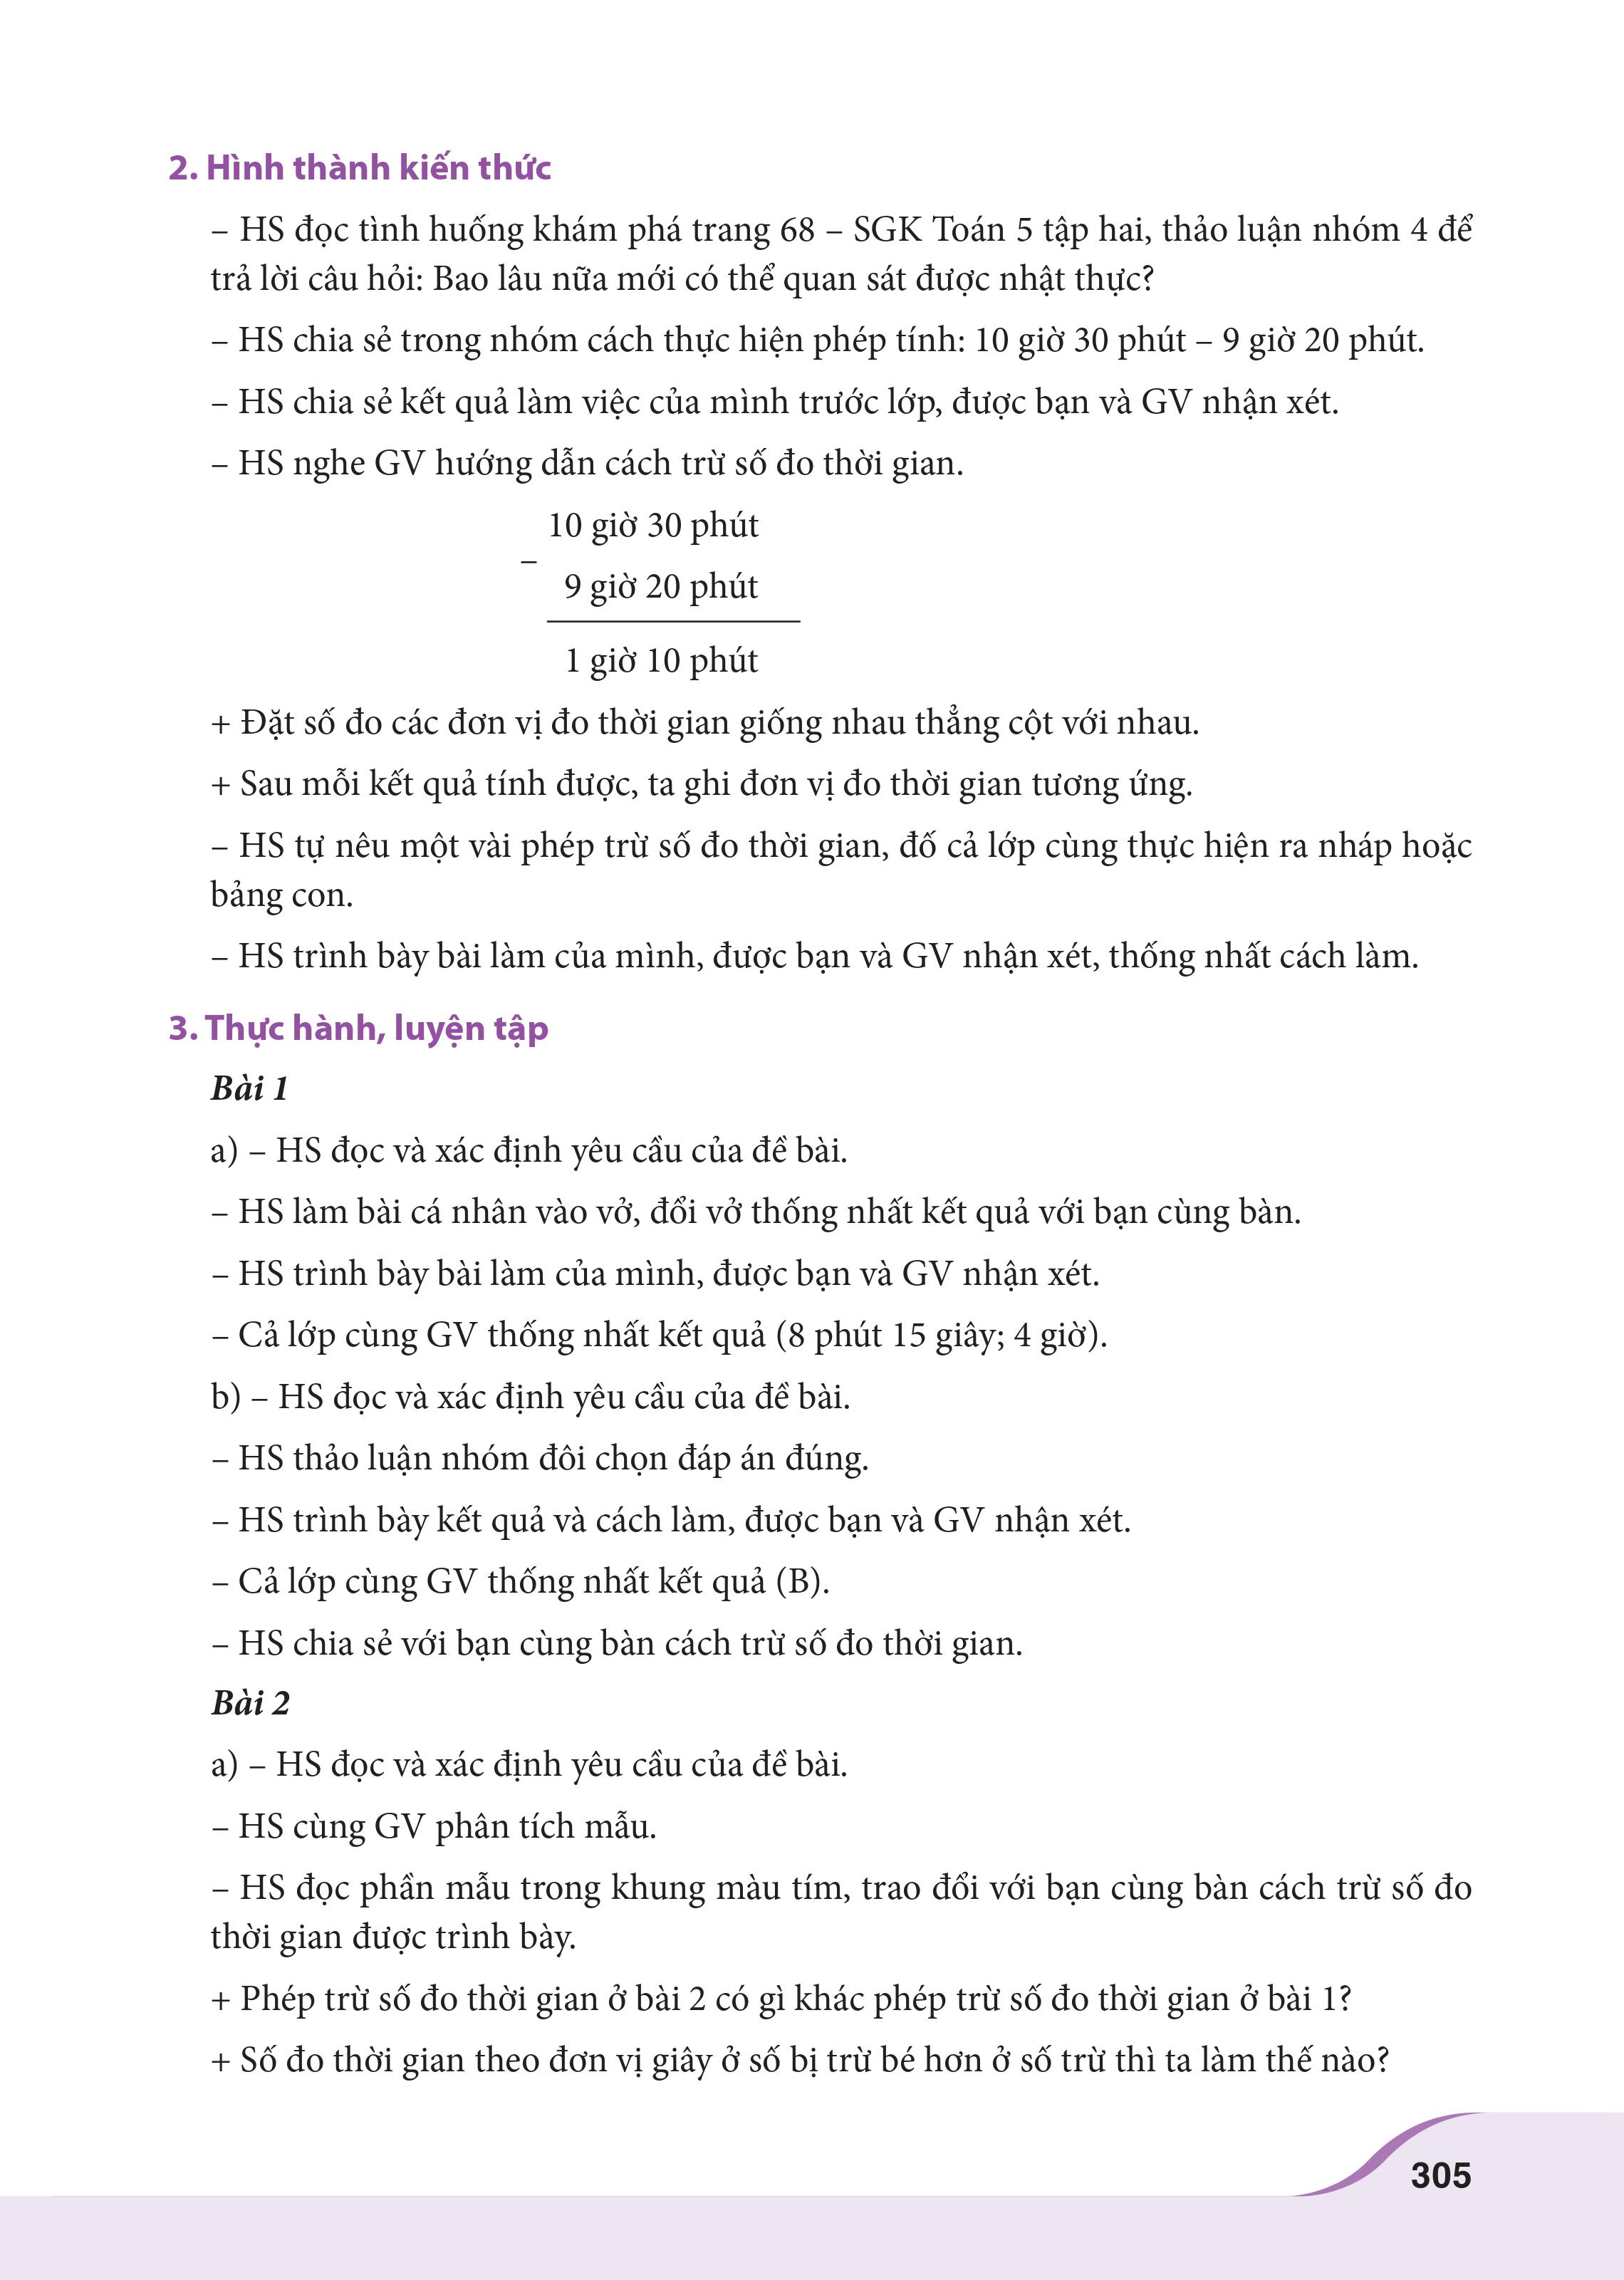 2. Hình thành kiến thức
– HS đọc tình huống khám phá trang 68 – SGK Toán 5 tập hai, thảo luận nhóm 4 để
trả lời câu hỏi: Bao lâu nữa mới có thể quan sát được nhật thực?
– HS chia sẻ trong nhóm cách thực hiện phép tính: 10 giờ 30 phút – 9 giờ 20 phút.
– HS chia sẻ kết quả làm việc của mình trước lớp, được bạn và GV nhận xét.
– HS nghe GV hướng dẫn cách trừ số đo thời gian.
10 giờ 30 phút
–
9 giờ 20 phút
1 giờ 10 phút
+ Đặt số đo các đơn vị đo thời gian giống nhau thẳng cột với nhau.
+ Sau mỗi kết quả tính được, ta ghi đơn vị đo thời gian tương ứng.
– HS tự nêu một vài phép trừ số đo thời gian, đố cả lớp cùng thực hiện ra nháp hoặc
bảng con.
– HS trình bày bài làm của mình, được bạn và GV nhận xét, thống nhất cách làm.
3. Thực hành, luyện tập
Bài 1
a) – HS đọc và xác định yêu cầu của đề bài.
– HS làm bài cá nhân vào vở, đổi vở thống nhất kết quả với bạn cùng bàn.
– HS trình bày bài làm của mình, được bạn và GV nhận xét.
– Cả lớp cùng GV thống nhất kết quả (8 phút 15 giây; 4 giờ).
b) – HS đọc và xác định yêu cầu của đề bài.
– HS thảo luận nhóm đôi chọn đáp án đúng.
– HS trình bày kết quả và cách làm, được bạn và GV nhận xét.
– Cả lớp cùng GV thống nhất kết quả (B).
– HS chia sẻ với bạn cùng bàn cách trừ số đo thời gian.
Bài 2
a) – HS đọc và xác định yêu cầu của đề bài.
– HS cùng GV phân tích mẫu.
– HS đọc phần mẫu trong khung màu tím, trao đổi với bạn cùng bàn cách trừ số đo
thời gian được trình bày.
+ Phép trừ số đo thời gian ở bài 2 có gì khác phép trừ số đo thời gian ở bài 1?
+ Số đo thời gian theo đơn vị giây ở số bị trừ bé hơn ở số trừ thì ta làm thế nào?
305